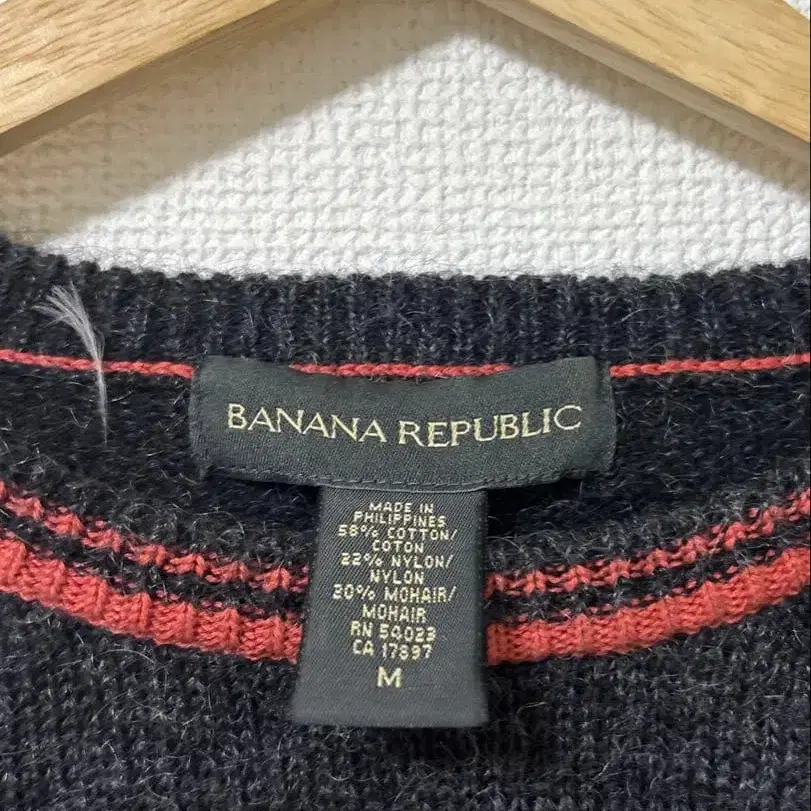 BANANA REPUBLIC
MADE IN
PHILIPPINES
58% COTTON/
COTON
22% NYLON/
NYLON
20% MOHAIR/
MOHAIR
RN 54023
CA 17897
M